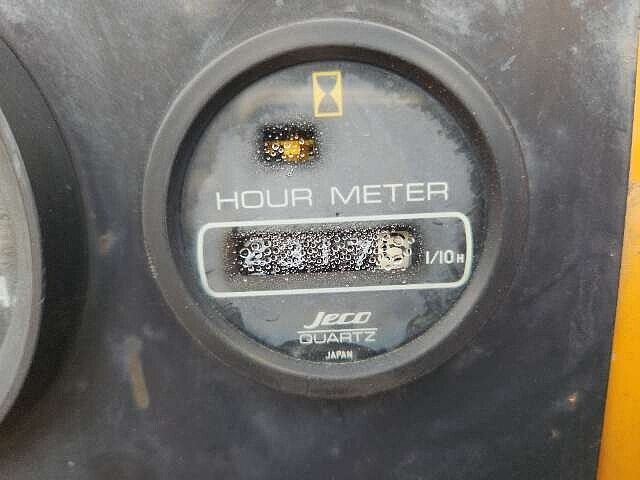 HOUR METER
1/10H
Jeco
QUARTZ
JAPAN